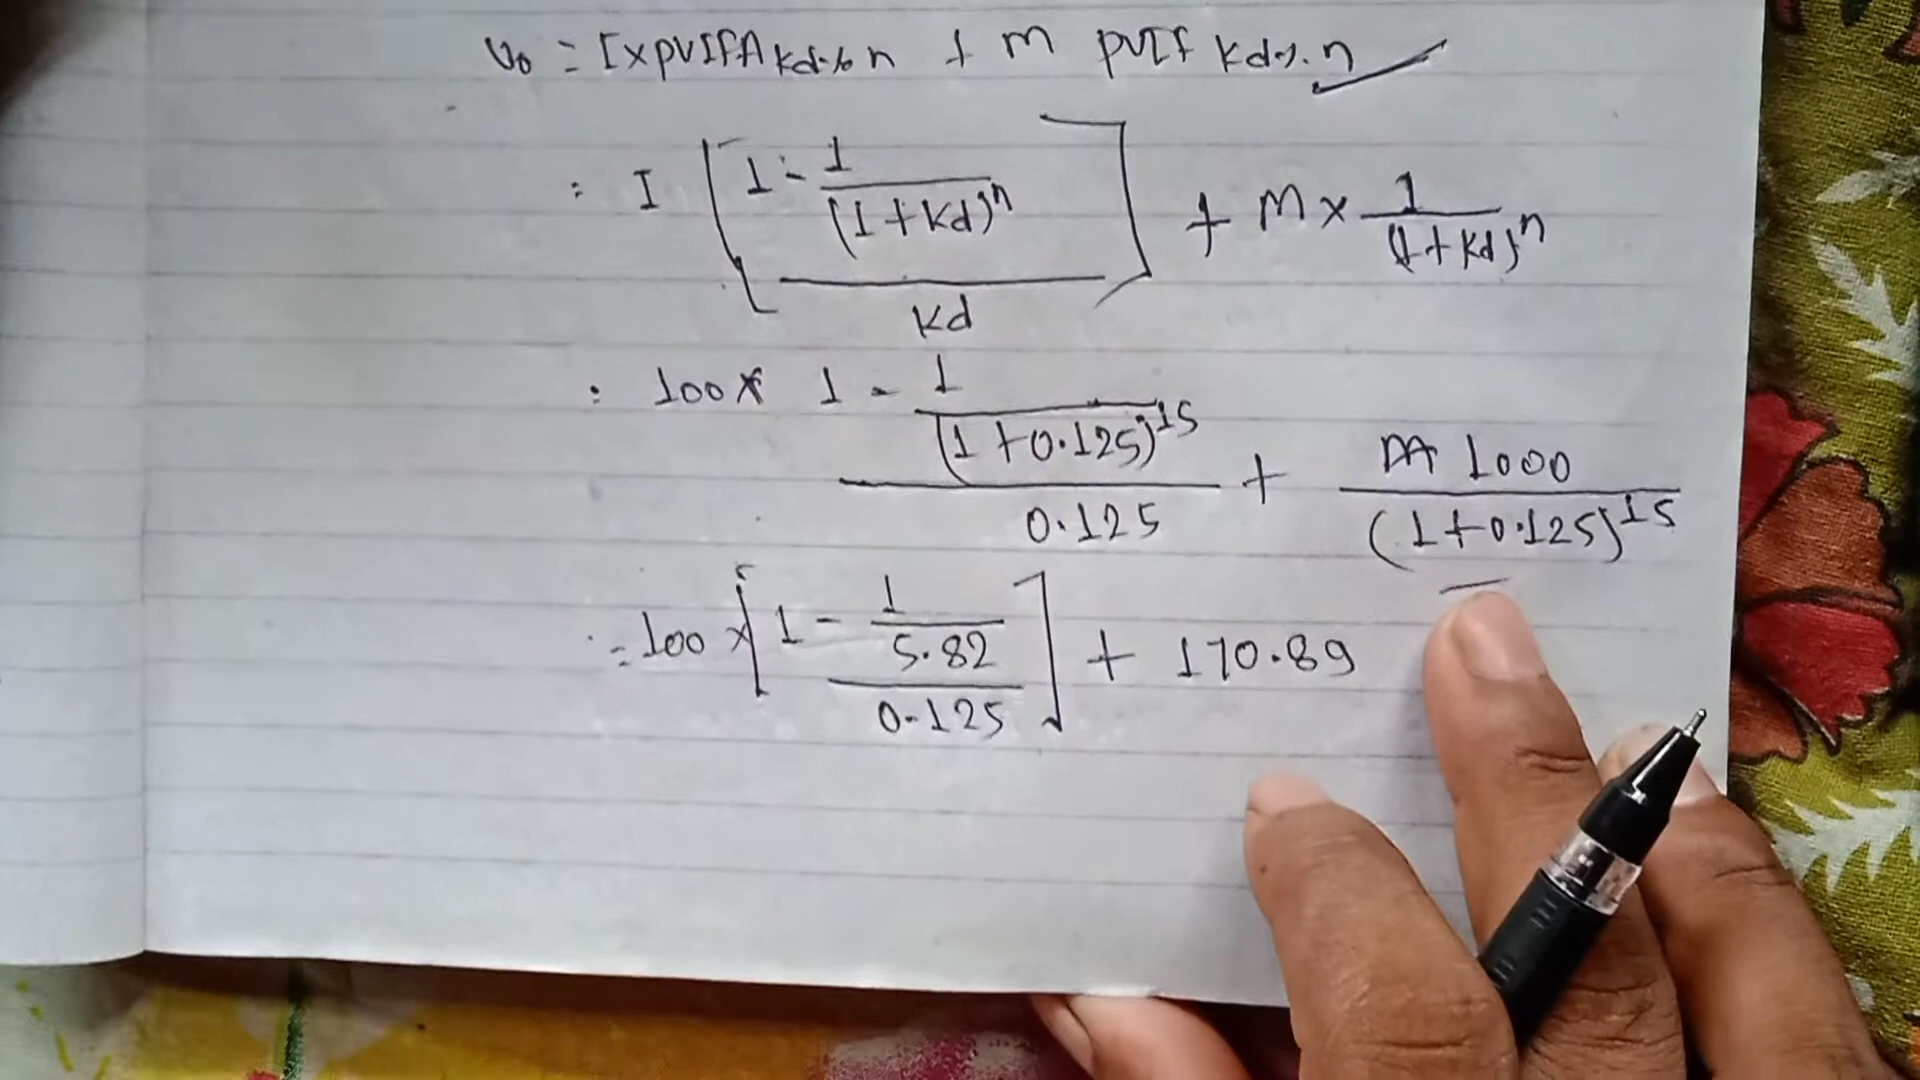 V₀ = I x PVIFA kd% n + m PVIF kd%. n
= I [ 1 - 1/(1+kd)ⁿ / kd ] + m x 1/(1+kd)ⁿ
= 100 x 1 - 1/(1+0.125)¹⁵ / 0.125 + 1000/(1+0.125)¹⁵
= 100 x [ 1 - 1/5.82 / 0.125 ] + 170.89